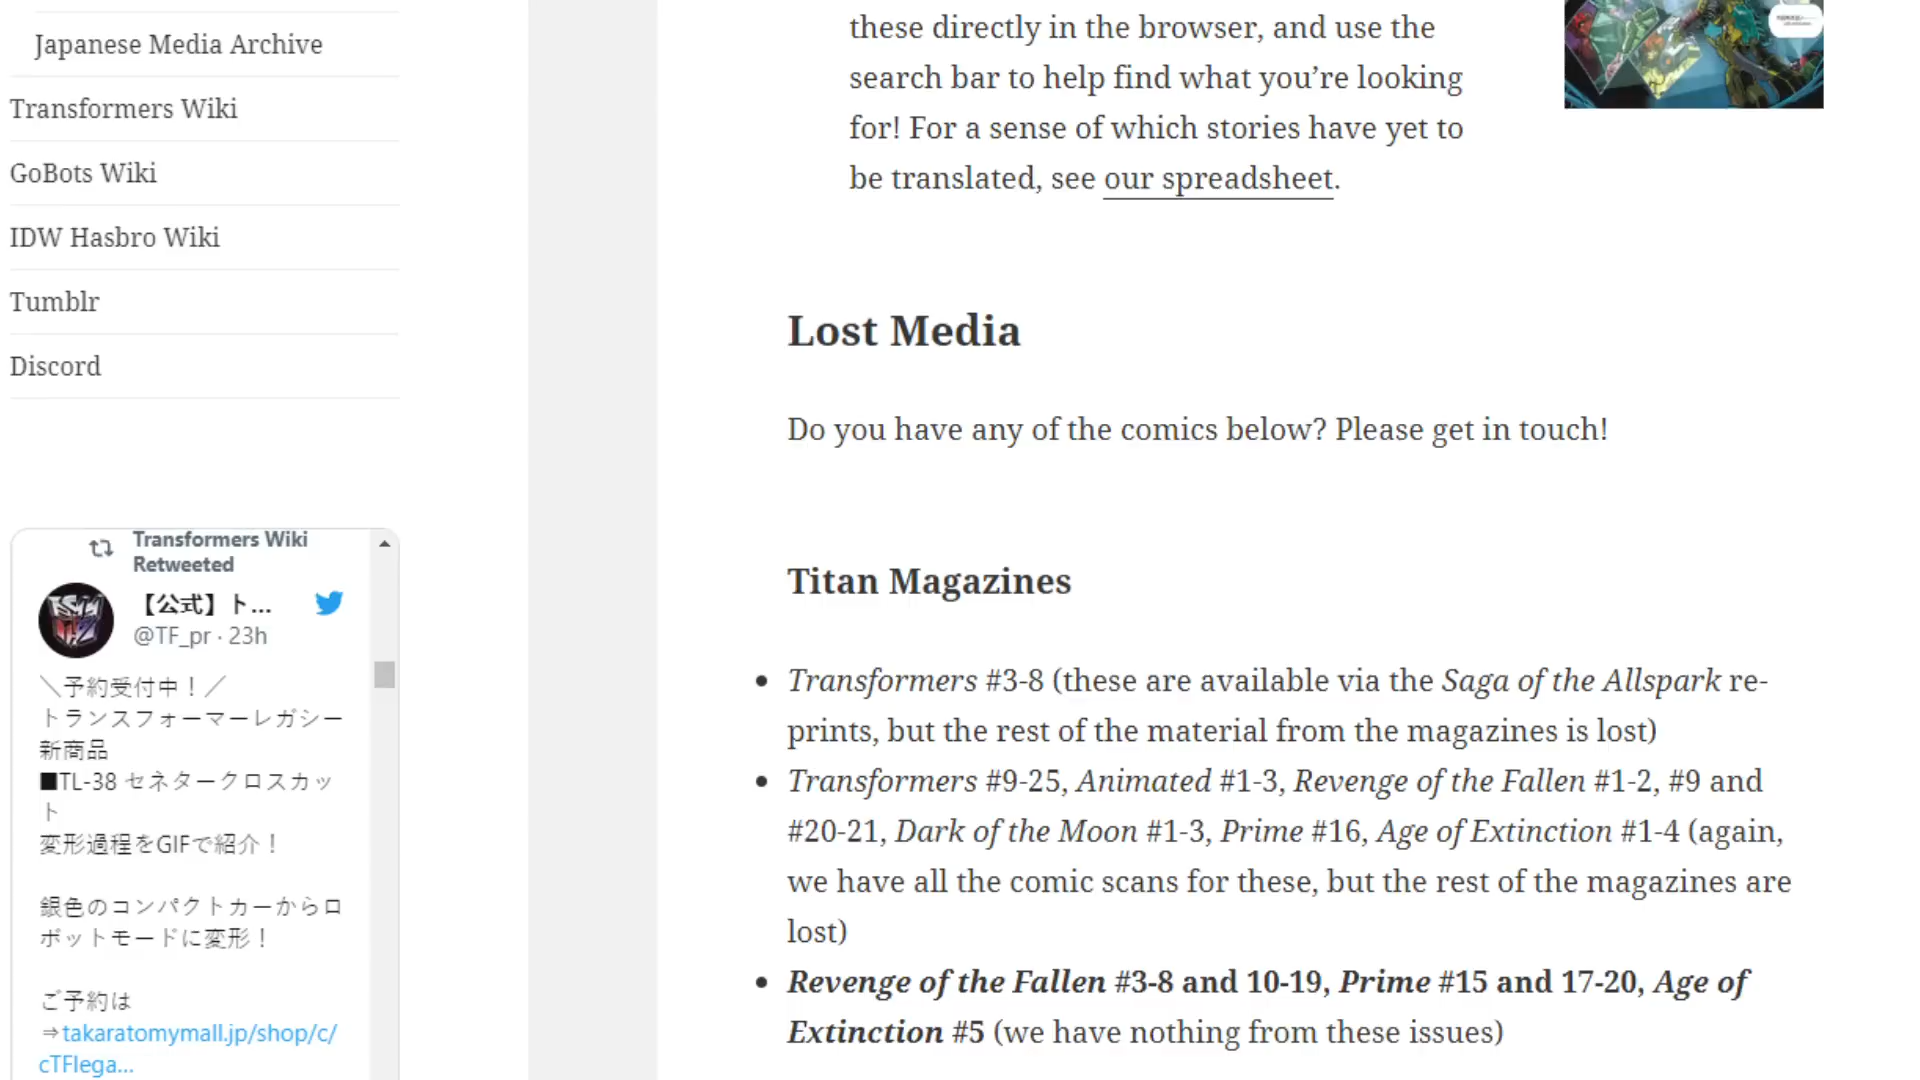 Japanese Media Archive
Transformers Wiki
GoBots Wiki
IDW Hasbro Wiki
Tumblr
Discord
Transformers Wiki
Retweeted
【公式】ト...
@TF_pr · 23h
＼予約受付中！／
トランスフォーマーレガシー
新商品
■TL-38 セネタークロスカッ
ト
変形過程をGIFで紹介！
銀色のコンパクトカーからロ
ボットモードに変形！
ご予約は
⇒takaratomymall.jp/shop/c/
cTFlega...
these directly in the browser, and use the
search bar to help find what you’re looking
for! For a sense of which stories have yet to
be translated, see our spreadsheet.
Lost Media
Do you have any of the comics below? Please get in touch!
Titan Magazines
• Transformers #3-8 (these are available via the Saga of the Allspark re-
prints, but the rest of the material from the magazines is lost)
• Transformers #9-25, Animated #1-3, Revenge of the Fallen #1-2, #9 and
#20-21, Dark of the Moon #1-3, Prime #16, Age of Extinction #1-4 (again,
we have all the comic scans for these, but the rest of the magazines are
lost)
• Revenge of the Fallen #3-8 and 10-19, Prime #15 and 17-20, Age of
Extinction #5 (we have nothing from these issues)